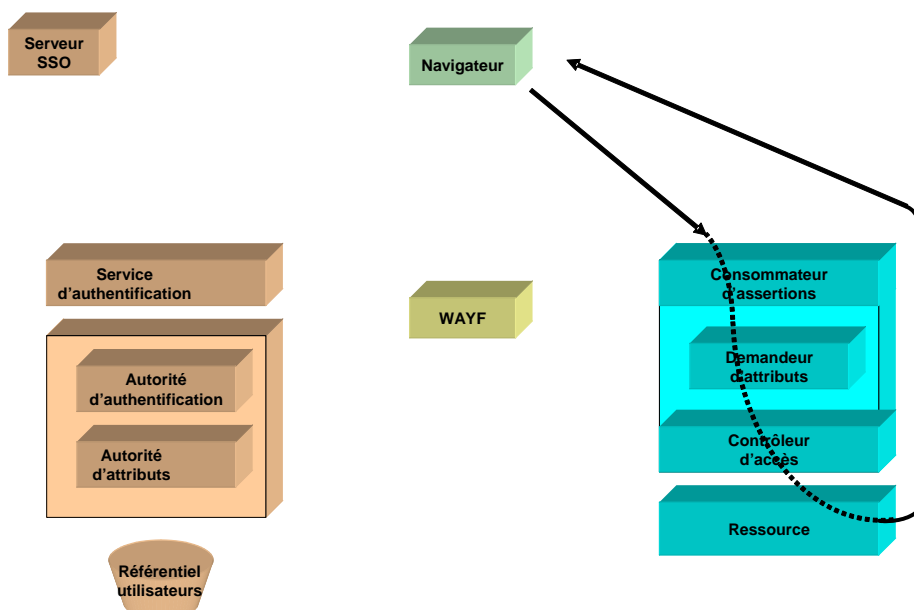 Serveur
SSO
Navigateur
Service
d'authentification
WAYF
Consommateur
d'assertions
Autorité
d'authentification
Demandeur
d'attributs
Autorité
d'attributs
Contrôleur
d'accès
Ressource
Référentiel
utilisateurs